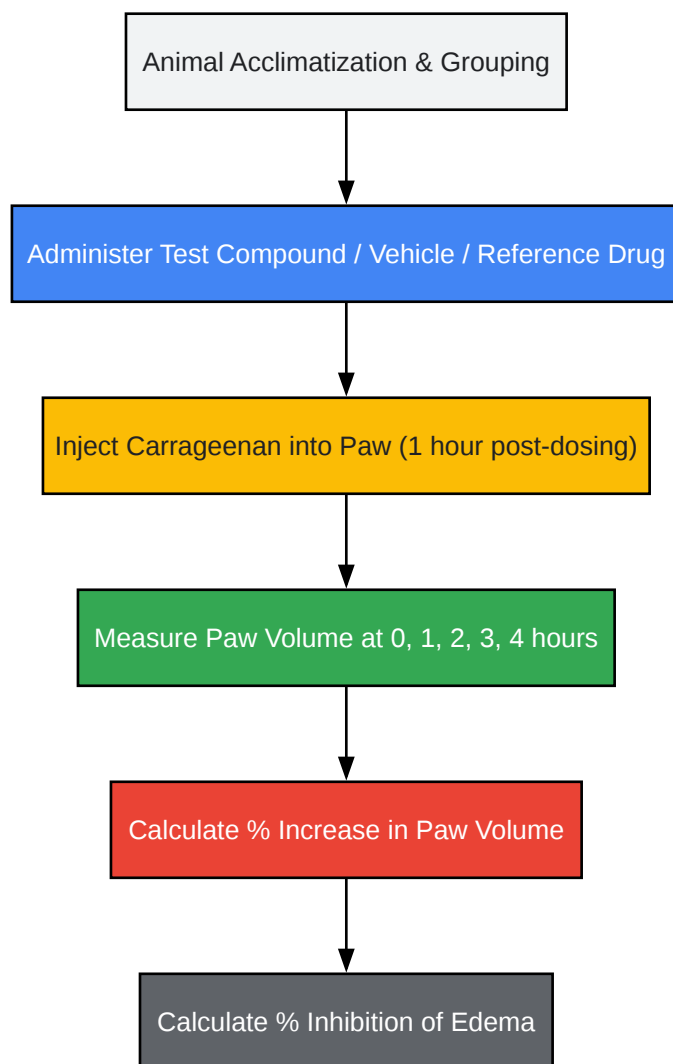 Animal Acclimatization & Grouping
Administer Test Compound / Vehicle / Reference Drug
Inject Carrageenan into Paw (1 hour post-dosing)
Measure Paw Volume at 0, 1, 2, 3, 4 hours
Calculate % Increase in Paw Volume
Calculate % Inhibition of Edema